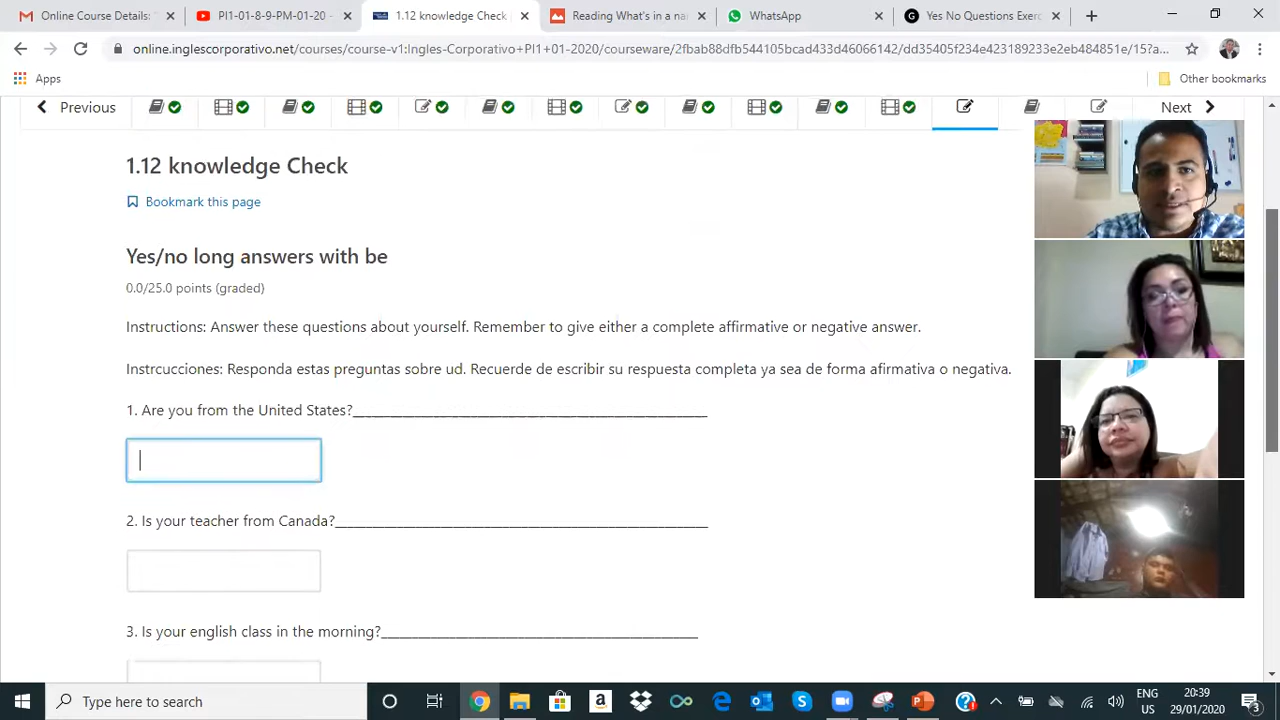 Online Course Details:
PI1-01-8-9-PM-01-20 -
1.12 knowledge Check
Reading What's in a na
WhatsApp
Yes No Questions Exerc
online.inglescorporativo.net/courses/course-v1:Ingles-Corporativo+PI1+01-2020/courseware/2fbab88dfb544105bcad433d46066142/dd35405f234e423189233e2eb484851e/15?a...
Apps
Other bookmarks
Previous
Next
1.12 knowledge Check
Bookmark this page
Yes/no long answers with be
0.0/25.0 points (graded)
Instructions: Answer these questions about yourself. Remember to give either a complete affirmative or negative answer.
Instrcucciones: Responda estas preguntas sobre ud. Recuerde de escribir su respuesta completa ya sea de forma afirmativa o negativa.
1. Are you from the United States?
2. Is your teacher from Canada?
3. Is your english class in the morning?
Type here to search
ENG
US
20:39
29/01/2020
3